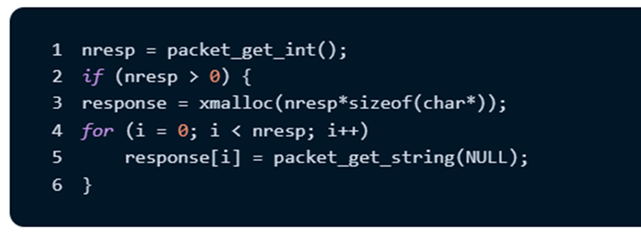 1 nresp = packet_get_int();
2 if (nresp > 0) {
3 response = xmalloc(nresp*sizeof(char*));
4 for (i = 0; i < nresp; i++)
5     response[i] = packet_get_string(NULL);
6 }